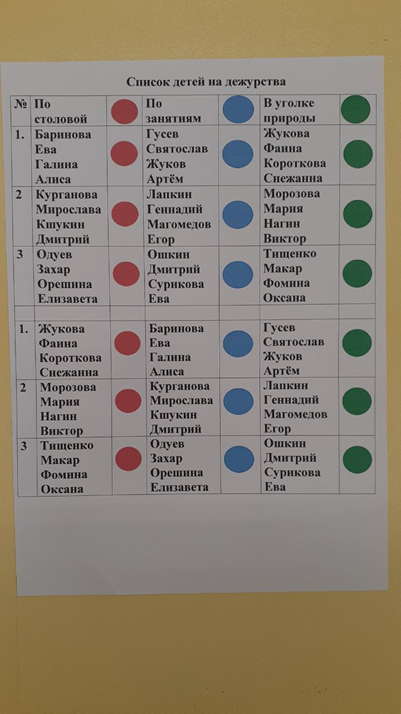 Список детей на дежурства
№ По столовой По занятиям В уголке природы
1. Баринова Гусев Жукова
Ева Святослав Фаина
Галина Жуков Короткова
Алиса Артём Снежанна
2 Курганова Лапкин Морозова
Мирослава Геннадий Мария
Кшукин Магомедов Нагин
Дмитрий Егор Виктор
3 Одуев Ошкин Тищенко
Захар Дмитрий Макар
Орешина Сурикова Фомина
Елизавета Ева Оксана
1. Жукова Баринова Гусев
Фаина Ева Святослав
Короткова Галина Жуков
Снежанна Алиса Артём
2 Морозова Курганова Лапкин
Мария Мирослава Геннадий
Нагин Кшукин Магомедов
Виктор Дмитрий Егор
3 Тищенко Одуев Ошкин
Макар Захар Дмитрий
Фомина Орешина Сурикова
Оксана Елизавета Ева